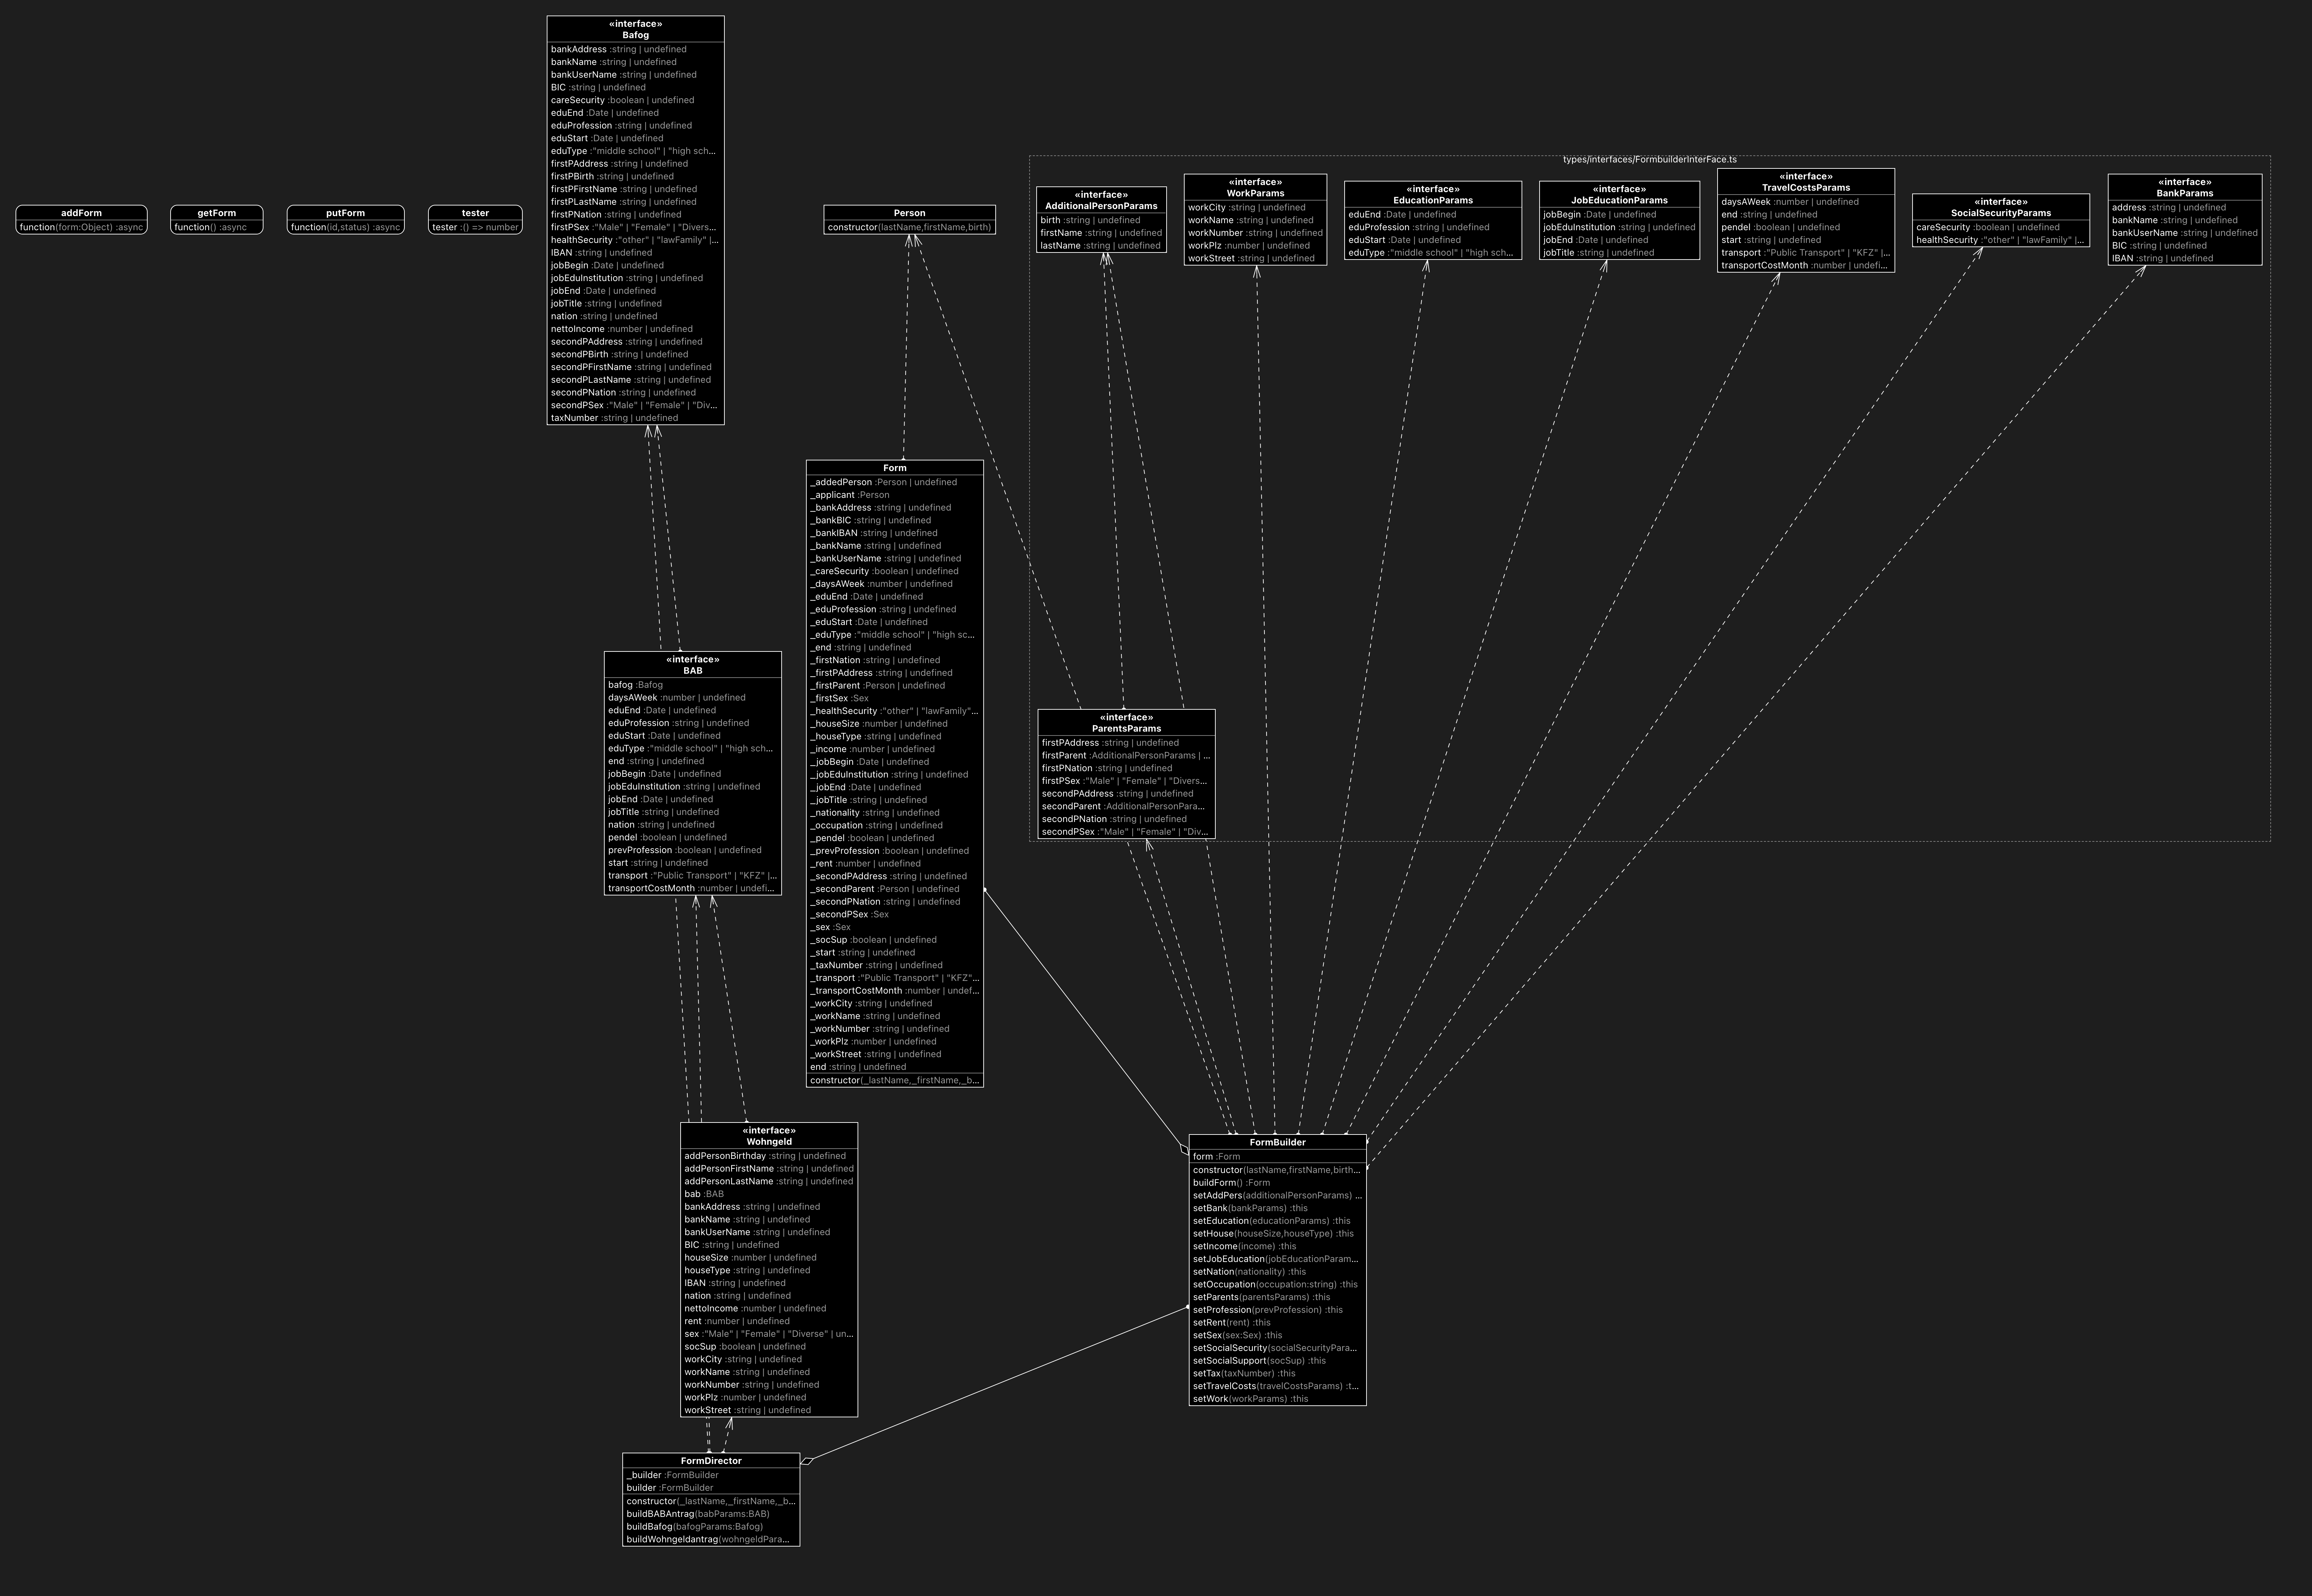 «interface»
Bafog
bankAddress :string | undefined
bankName :string | undefined
bankUserName :string | undefined
BIC :string | undefined
careSecurity :boolean | undefined
eduEnd :Date | undefined
eduProfession :string | undefined
eduStart :Date | undefined
eduType :"middle school" | "high sch...
firstPAddress :string | undefined
firstPBirth :string | undefined
firstPFirstName :string | undefined
firstPLastName :string | undefined
firstPNation :string | undefined
firstPSex :"Male" | "Female" | "Divers...
healthSecurity :"other" | "lawFamily" |...
IBAN :string | undefined
jobBegin :Date | undefined
jobEduInstitution :string | undefined
jobEnd :Date | undefined
jobTitle :string | undefined
nation :string | undefined
nettoIncome :number | undefined
secondPAddress :string | undefined
secondPBirth :string | undefined
secondPFirstName :string | undefined
secondPLastName :string | undefined
secondPNation :string | undefined
secondPSex :"Male" | "Female" | "Div...
taxNumber :string | undefined
addForm
function(form:Object) :async
getForm
function() :async
putForm
function(id,status) :async
tester
tester :() => number
Person
constructor(lastName,firstName,birth)
types/interfaces/FormbuilderInterFace.ts
«interface»
AdditionalPersonParams
birth :string | undefined
firstName :string | undefined
lastName :string | undefined
«interface»
WorkParams
workCity :string | undefined
workName :string | undefined
workNumber :string | undefined
workPlz :number | undefined
workStreet :string | undefined
«interface»
EducationParams
eduEnd :Date | undefined
eduProfession :string | undefined
eduStart :Date | undefined
eduType :"middle school" | "high sch...
«interface»
JobEducationParams
jobBegin :Date | undefined
jobEduInstitution :string | undefined
jobEnd :Date | undefined
jobTitle :string | undefined
«interface»
TravelCostsParams
daysAWeek :number | undefined
end :string | undefined
pendel :boolean | undefined
start :string | undefined
transport :"Public Transport" | "KFZ" |...
transportCostMonth :number | undefi...
«interface»
SocialSecurityParams
careSecurity :boolean | undefined
healthSecurity :"other" | "lawFamily" |...
«interface»
BankParams
address :string | undefined
bankName :string | undefined
bankUserName :string | undefined
BIC :string | undefined
IBAN :string | undefined
Form
_addedPerson :Person | undefined
_applicant :Person
_bankAddress :string | undefined
_bankBIC :string | undefined
_bankIBAN :string | undefined
_bankName :string | undefined
_bankUserName :string | undefined
_careSecurity :boolean | undefined
_daysAWeek :number | undefined
_eduEnd :Date | undefined
_eduProfession :string | undefined
_eduStart :Date | undefined
_eduType :"middle school" | "high sc...
_end :string | undefined
_firstNation :string | undefined
_firstPAddress :string | undefined
_firstParent :Person | undefined
_firstSex :Sex
_healthSecurity :"other" | "lawFamily"...
_houseSize :number | undefined
_houseType :string | undefined
_income :number | undefined
_jobBegin :Date | undefined
_jobEduInstitution :string | undefined
_jobEnd :Date | undefined
_jobTitle :string | undefined
_nationality :string | undefined
_occupation :string | undefined
_pendel :boolean | undefined
_prevProfession :boolean | undefined
_rent :number | undefined
_secondPAddress :string | undefined
_secondParent :Person | undefined
_secondPNation :string | undefined
_secondPSex :Sex
_sex :Sex
_socSup :boolean | undefined
_start :string | undefined
_taxNumber :string | undefined
_transport :"Public Transport" | "KFZ"...
_transportCostMonth :number | undef...
_workCity :string | undefined
_workName :string | undefined
_workNumber :string | undefined
_workPlz :number | undefined
_workStreet :string | undefined
end :string | undefined
constructor(_lastName,_firstName,_b...
«interface»
BAB
bafog :Bafog
daysAWeek :number | undefined
eduEnd :Date | undefined
eduProfession :string | undefined
eduStart :Date | undefined
eduType :"middle school" | "high sch...
end :string | undefined
jobBegin :Date | undefined
jobEduInstitution :string | undefined
jobEnd :Date | undefined
jobTitle :string | undefined
nation :string | undefined
pendel :boolean | undefined
prevProfession :boolean | undefined
start :string | undefined
transport :"Public Transport" | "KFZ" |...
transportCostMonth :number | undefi...
«interface»
ParentsParams
firstPAddress :string | undefined
firstParent :AdditionalPersonParams | ...
firstPNation :string | undefined
firstPSex :"Male" | "Female" | "Divers...
secondPAddress :string | undefined
secondParent :AdditionalPersonPara...
secondPNation :string | undefined
secondPSex :"Male" | "Female" | "Div...
«interface»
Wohngeld
addPersonBirthday :string | undefined
addPersonFirstName :string | undefined
addPersonLastName :string | undefined
bab :BAB
bankAddress :string | undefined
bankName :string | undefined
bankUserName :string | undefined
BIC :string | undefined
houseSize :number | undefined
houseType :string | undefined
IBAN :string | undefined
nation :string | undefined
nettoIncome :number | undefined
rent :number | undefined
sex :"Male" | "Female" | "Diverse" | un...
socSup :boolean | undefined
workCity :string | undefined
workName :string | undefined
workNumber :string | undefined
workPlz :number | undefined
workStreet :string | undefined
FormBuilder
form :Form
constructor(lastName,firstName,birth...
buildForm() :Form
setAddPers(additionalPersonParams) ...
setBank(bankParams) :this
setEducation(educationParams) :this
setHouse(houseSize,houseType) :this
setIncome(income) :this
setJobEducation(jobEducationParam...
setNation(nationality) :this
setOccupation(occupation:string) :this
setParents(parentsParams) :this
setProfession(prevProfession) :this
setRent(rent) :this
setSex(sex:Sex) :this
setSocialSecurity(socialSecurityPara...
setSocialSupport(socSup) :this
setTax(taxNumber) :this
setTravelCosts(travelCostsParams) :t...
setWork(workParams) :this
FormDirector
_builder :FormBuilder
builder :FormBuilder
constructor(_lastName,_firstName,_b...
buildBABAntrag(babParams:BAB)
buildBafog(bafogParams:Bafog)
buildWohngeldantrag(wohngeldPara...